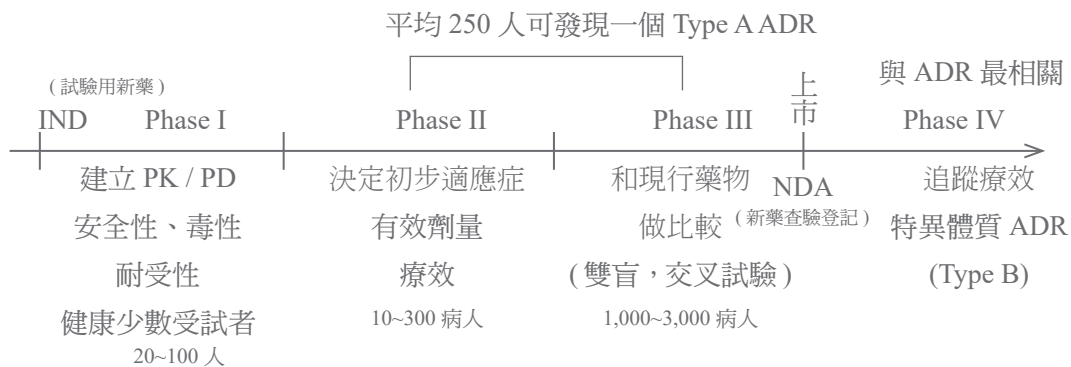 平均 250 人可發現一個 Type A ADR
(試驗用新藥)
IND
Phase I
Phase II
Phase III
上市
與 ADR 最相關
Phase IV
建立 PK / PD
安全性、毒性
耐受性
健康少數受試者
20~100 人
決定初步適應症
有效劑量
療效
10~300 病人
和現行藥物
做比較
(雙盲，交叉試驗)
1,000~3,000 病人
NDA
(新藥查驗登記)
追蹤療效
特異體質 ADR
(Type B)